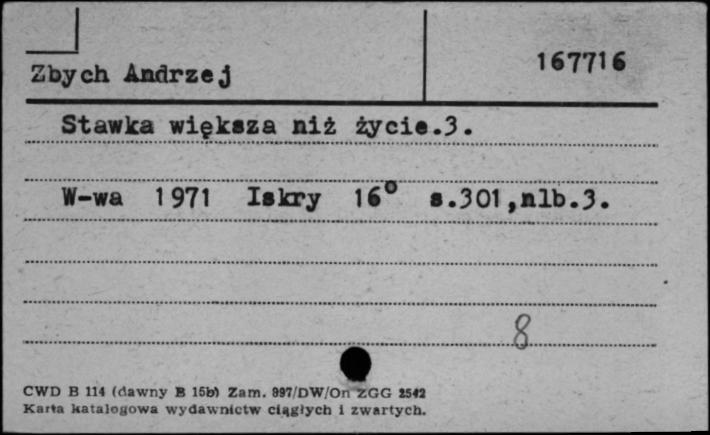 Zbych Andrzej
167716
Stawka większa niż życie.3.
W-wa 1971 Iskry 16° s.301,nlb.3.
8
CWD B 114 (dawny B 15b) Zam. 997/DW/On ZGG 2542
Karta katalogowa wydawnictw ciągłych i zwartych.